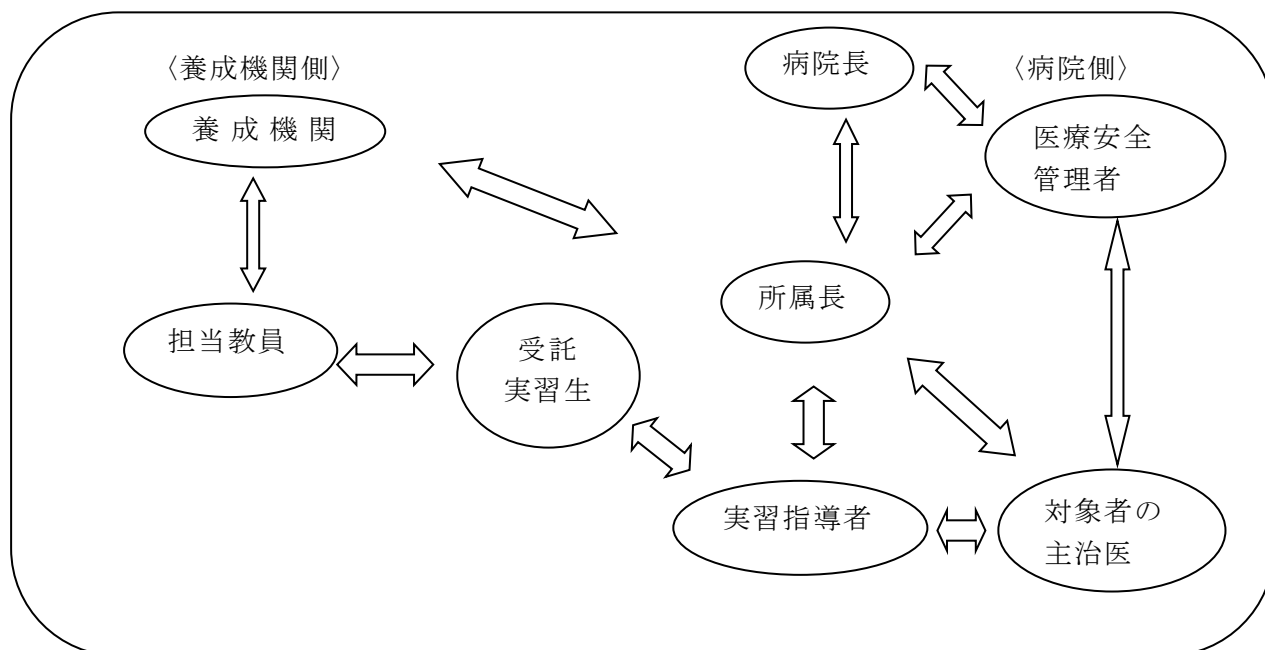 〈養成機関側〉
養成機関
担当教員
受託
実習生
病院長
〈病院側〉
医療安全
管理者
所属長
実習指導者
対象者の
主治医